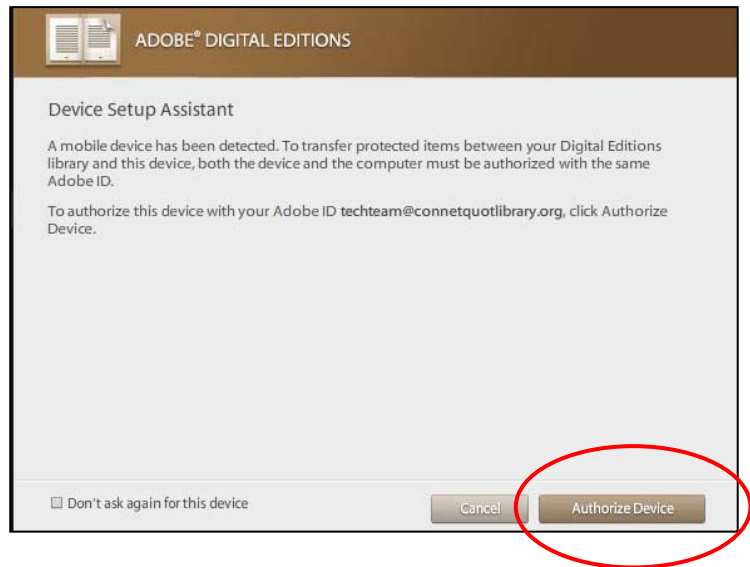 ADOBE® DIGITAL EDITIONS
Device Setup Assistant
A mobile device has been detected. To transfer protected items between your Digital Editions
library and this device, both the device and the computer must be authorized with the same
Adobe ID.
To authorize this device with your Adobe ID techteam@connetquotlibrary.org, click Authorize
Device.
Don't ask again for this device
Cancel
Authorize Device